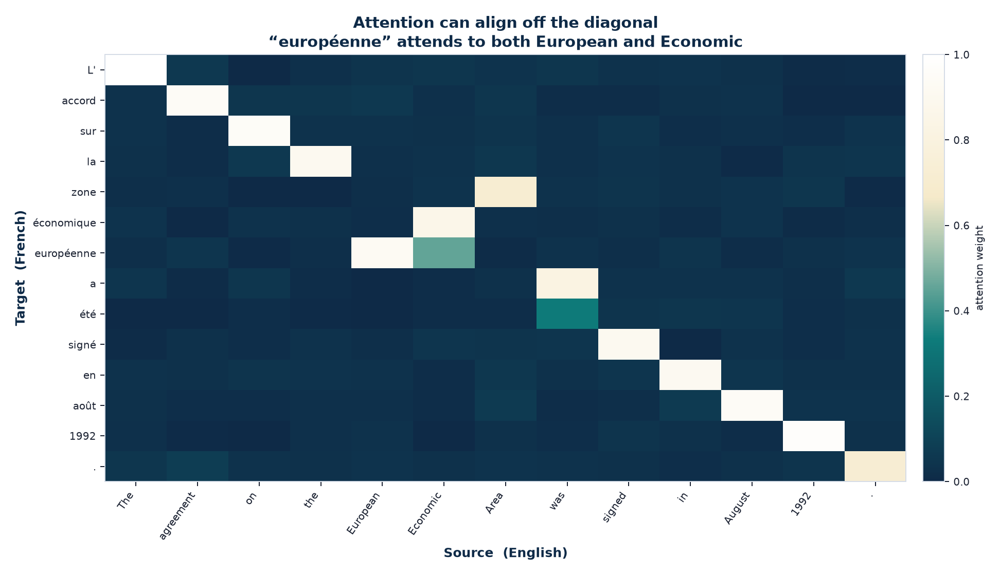 Attention can align off the diagonal
“européenne” attends to both European and Economic
Target (French)
L'
accord
sur
la
zone
économique
européenne
a
été
signé
en
août
1992
.
The
agreement
on
the
European
Economic
Area
was
signed
in
August
1992
.
Source (English)
1.0
0.8
0.6
0.4
0.2
0.0
attention weight